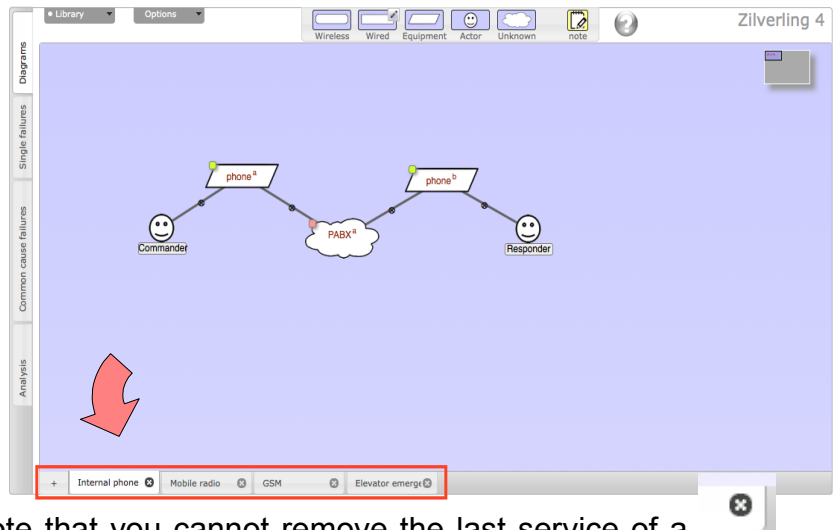 Library Options
Wireless Wired Equipment Actor Unknown note
Zilverling 4
Diagrams
Single failures
Common cause failures
Analysis
phone a
phone b
PABX a
Commander
Responder
+ Internal phone Mobile radio GSM Elevator emerge
that you cannot remove the last service of a